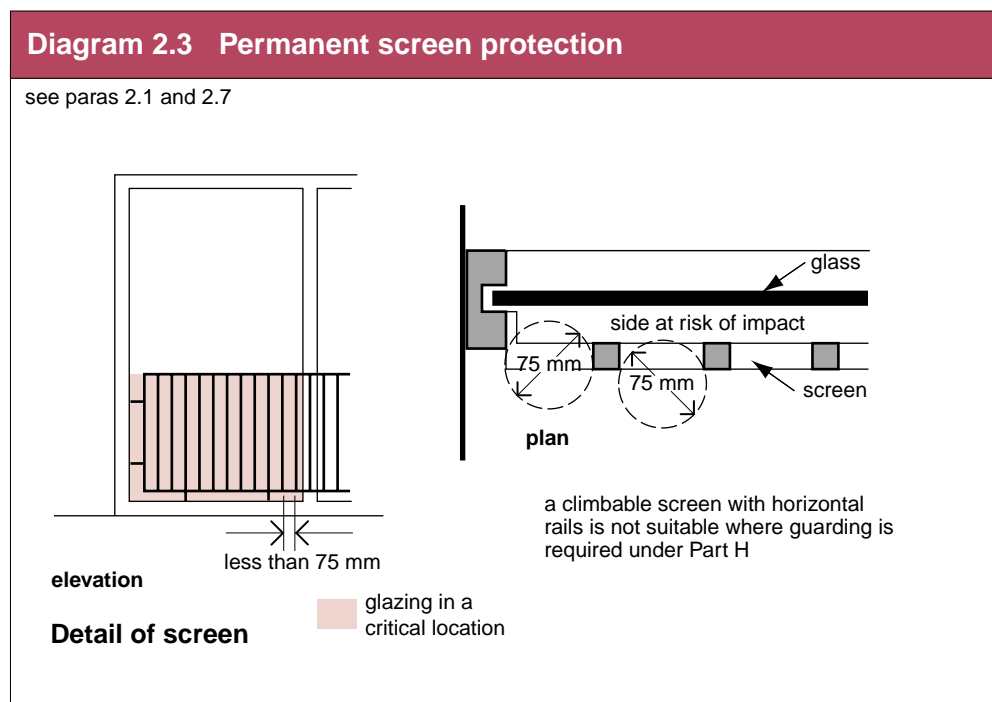 Diagram 2.3 Permanent screen protection
see paras 2.1 and 2.7
glass
side at risk of impact
75 mm
75 mm
screen
plan
a climbable screen with horizontal
rails is not suitable where guarding is
required under Part H
less than 75 mm
elevation
glazing in a
critical location
Detail of screen